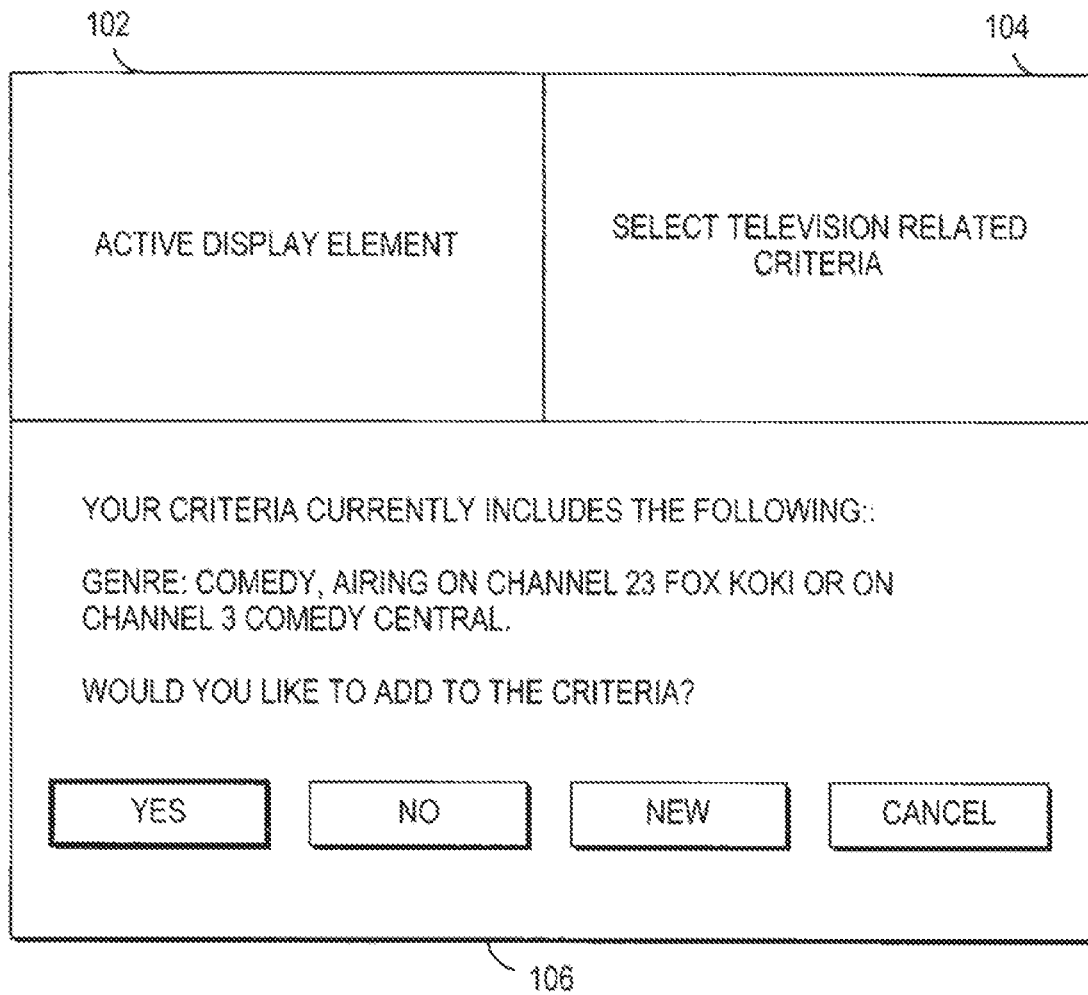 102
104
ACTIVE DISPLAY ELEMENT
SELECT TELEVISION RELATED
CRITERIA
YOUR CRITERIA CURRENTLY INCLUDES THE FOLLOWING::
GENRE: COMEDY, AIRING ON CHANNEL 23 FOX KOKI OR ON
CHANNEL 3 COMEDY CENTRAL.
WOULD YOU LIKE TO ADD TO THE CRITERIA?
YES
NO
NEW
CANCEL
106